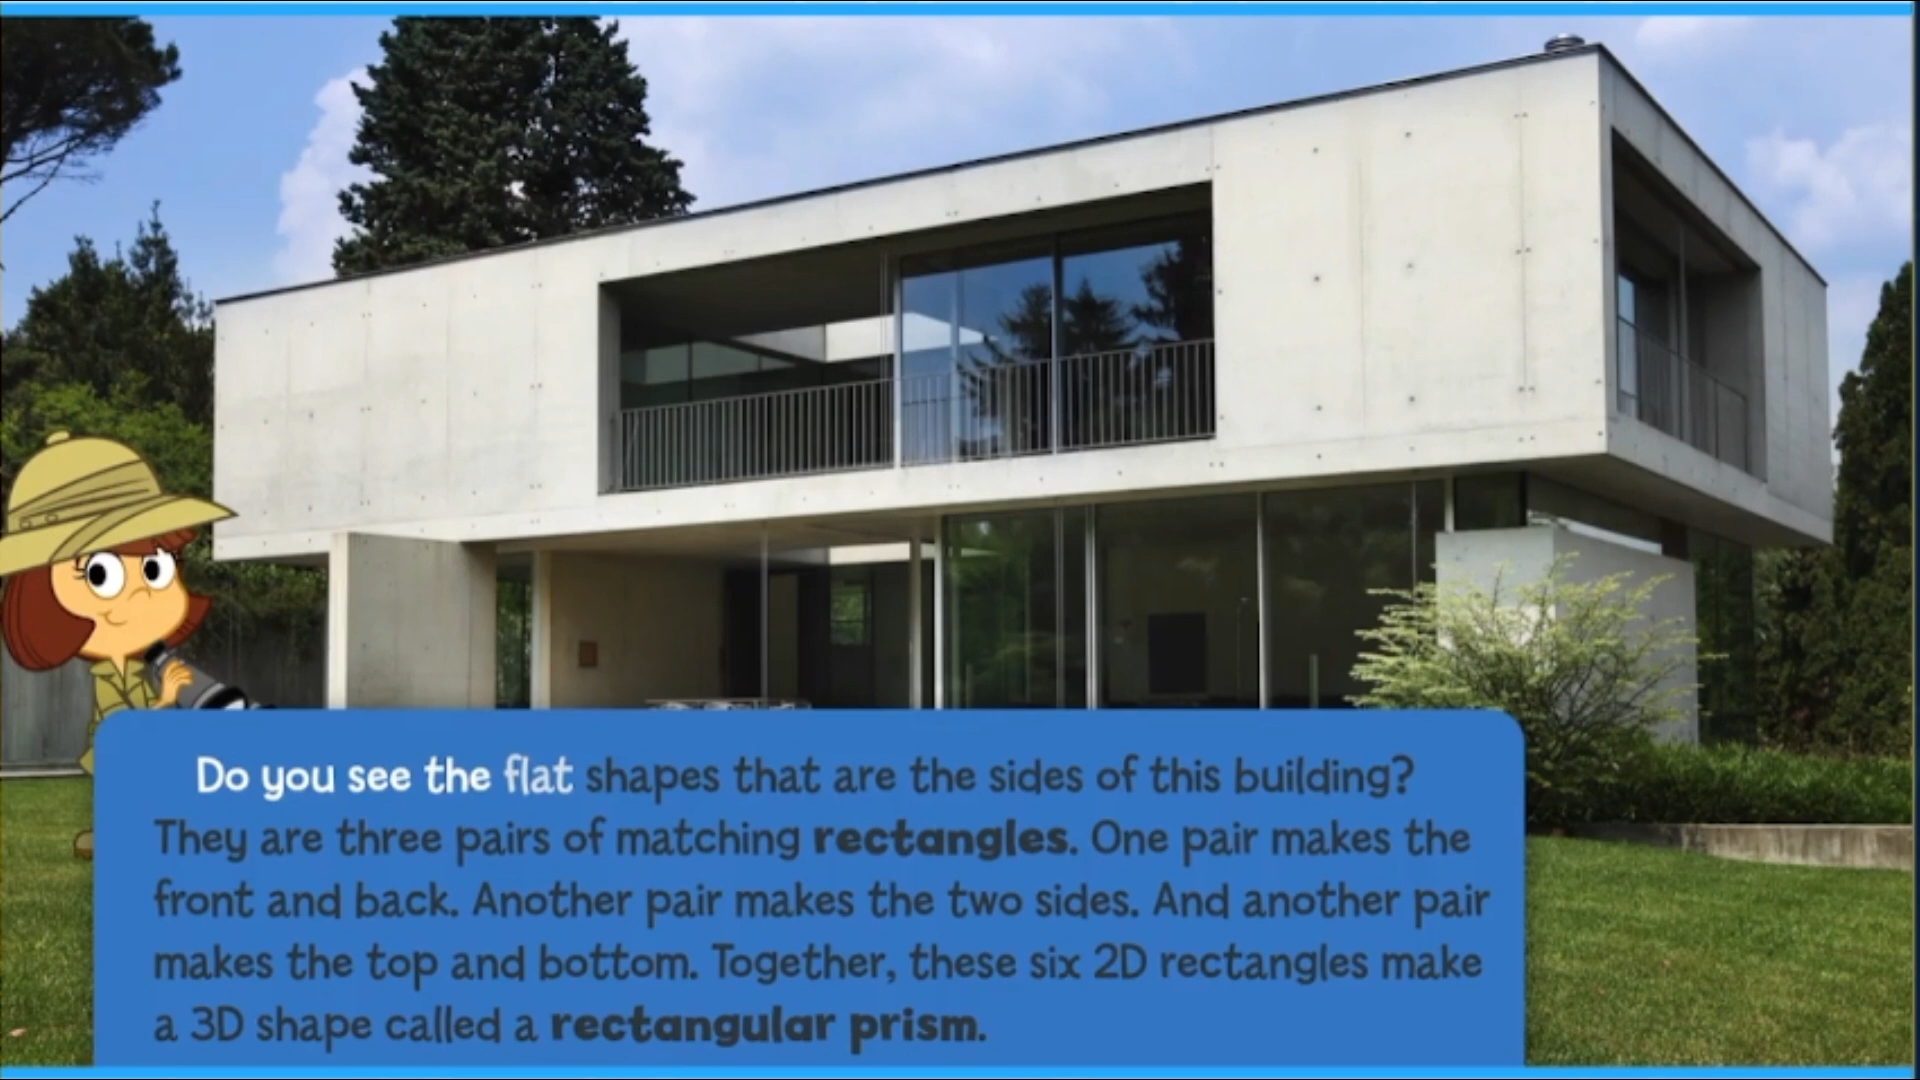 Do you see the flat shapes that are the sides of this building?
They are three pairs of matching rectangles. One pair makes the
front and back. Another pair makes the two sides. And another pair
makes the top and bottom. Together, these six 2D rectangles make
a 3D shape called a rectangular prism.